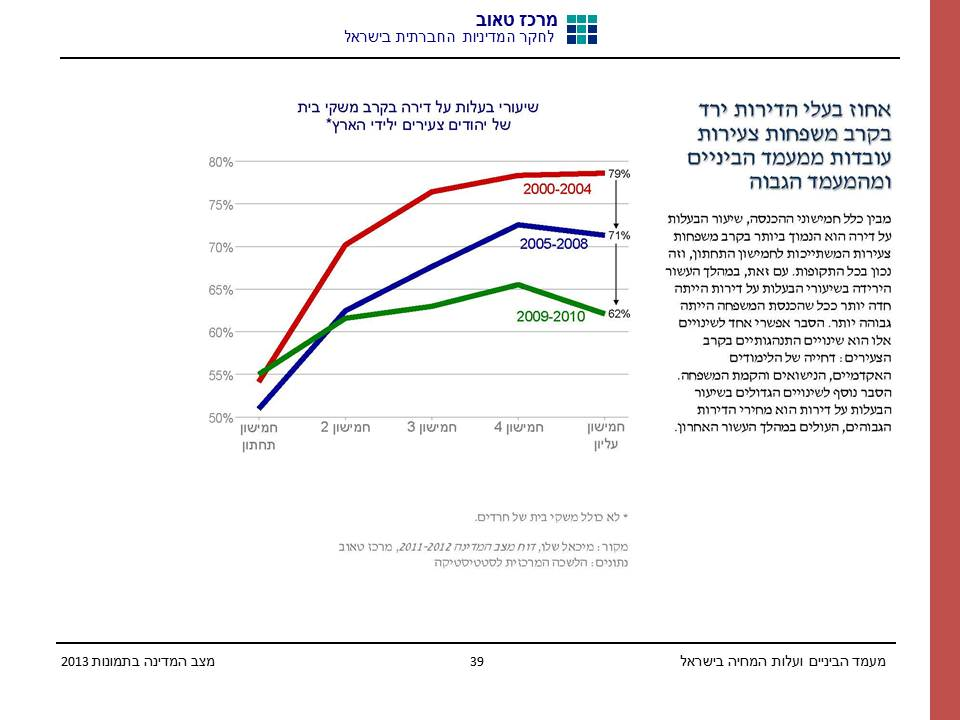 מרכז טאוב
לחקר המדיניות החברתית בישראל
אחוז בעלי הדירות ירד
בקרב משפחות צעירות
עובדות ממעמד הביניים
ומהמעמד הגבוה
מבין כלל חמישוני ההכנסה, שיעור הבעלות
על דירה הוא הנמוך ביותר בקרב משפחות
צעירות המשתייכות לחמישון התחתון, וזה
נכון בכל התקופות. עם זאת, במהלך העשור
הירידה בשיעורי הבעלות על דירות הייתה
חדה יותר ככל שהכנסת המשפחה הייתה
גבוהה יותר. הסבר אפשרי אחד לשינויים
אלו הוא שינויים התנהגותיים בקרב
הצעירים: דחייה של הלימודים
האקדמיים, הנישואים והקמת המשפחה.
הסבר נוסף לשינויים הגדולים בשיעור
הבעלות על דירות הוא מחירי הדירות
הגבוהים, העולים במהלך העשור האחרון.
שיעורי בעלות על דירה בקרב משקי בית
של יהודים צעירים ילידי הארץ*
80%
75%
70%
65%
60%
55%
50%
79%
71%
62%
2000-2004
2005-2008
2009-2010
חמישון תחתון
חמישון 2
חמישון 3
חמישון 4
חמישון עליון
* לא כולל משקי בית של חרדים.
מקור: מיכאל שלו, דוח מצב המדינה 2011-2012, מרכז טאוב
נתונים: הלשכה המרכזית לסטטיסטיקה
מעמד הביניים ועלות המחיה בישראל
39
מצב המדינה בתמונות 2013